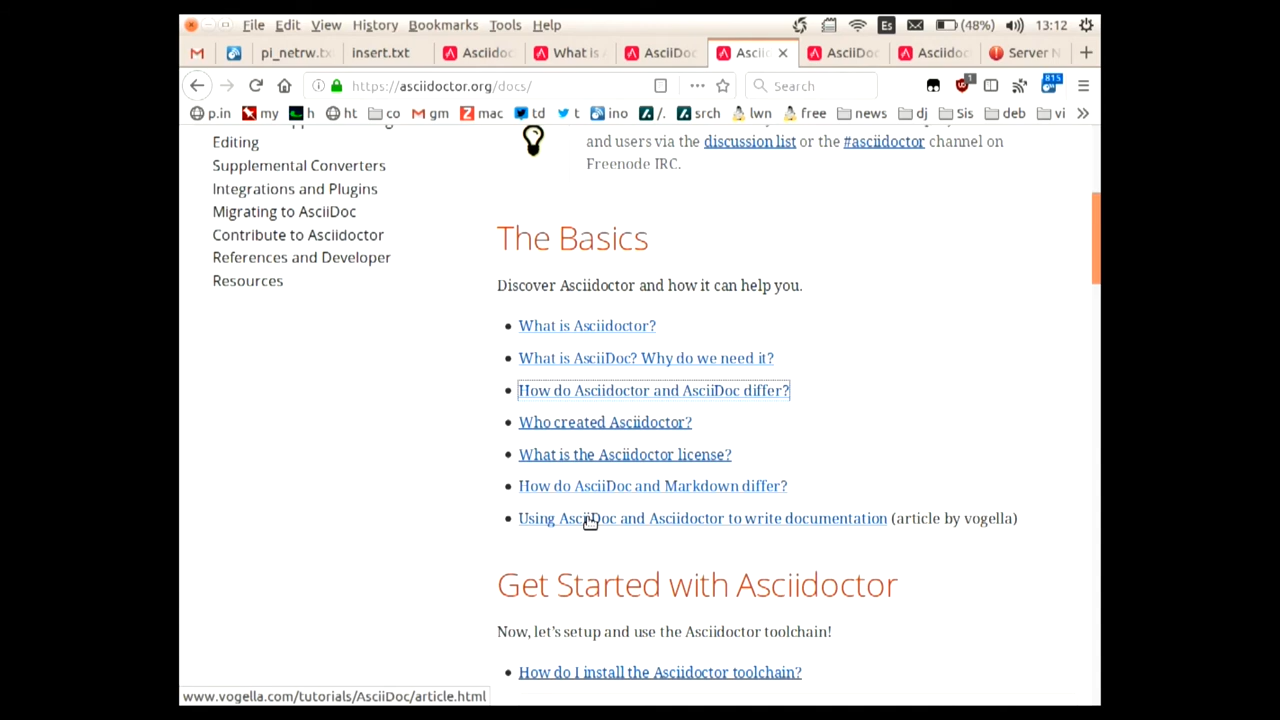 File Edit View History Bookmarks Tools Help Es (48%) 13:12
pi_netrw.tx insert.txt Asciidoc What is AsciiDoc Asciid AsciiDoc Asciidoc Server N
https://asciidoctor.org/docs/ Search 1 815
p.in my h ht co gm mac td t ino /. srch lwn free news dj Sis deb vi
Editing
Supplemental Converters
Integrations and Plugins
Migrating to AsciiDoc
Contribute to Asciidoctor
References and Developer
Resources
and users via the discussion list or the #asciidoctor channel on
Freenode IRC.
The Basics
Discover Asciidoctor and how it can help you.
What is Asciidoctor?
What is AsciiDoc? Why do we need it?
How do Asciidoctor and AsciiDoc differ?
Who created Asciidoctor?
What is the Asciidoctor license?
How do AsciiDoc and Markdown differ?
Using AsciiDoc and Asciidoctor to write documentation (article by vogella)
Get Started with Asciidoctor
Now, let's setup and use the Asciidoctor toolchain!
How do I install the Asciidoctor toolchain?
www.vogella.com/tutorials/AsciiDoc/article.html